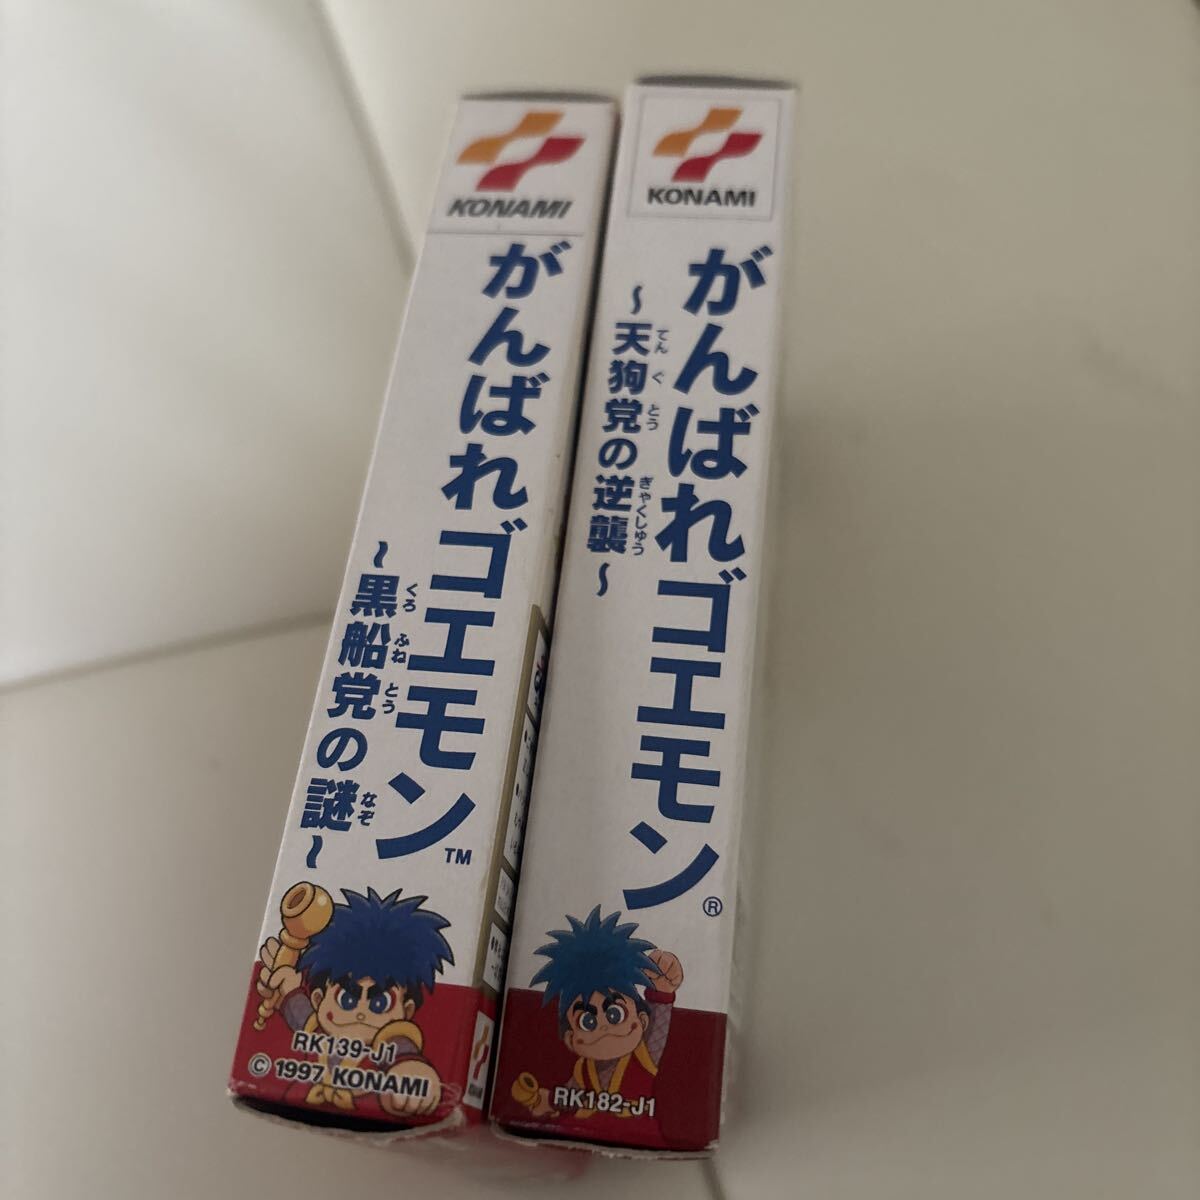 KONAMI
がんばれゴエモン™
～黒船党の謎～
くろ ふね とう なぞ
RK139-J1
© 1997 KONAMI
KONAMI
がんばれゴエモン®
～天狗党の逆襲～
てん ぐ とう ぎゃくしゅう
RK182-J1